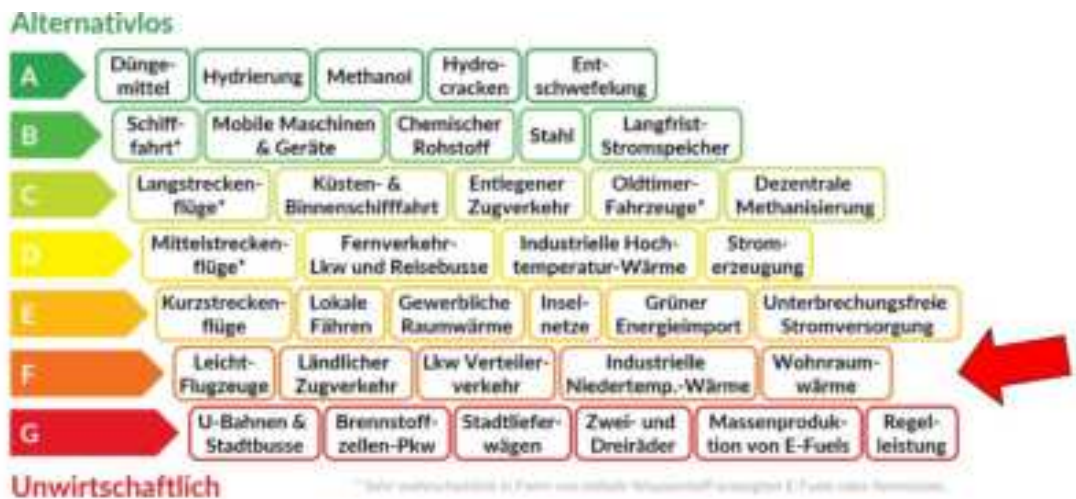 Alternativlos
A Dünge- Hydrierung Methanol Hydro- Ent-
mittel cracken schwefelung
B Schiff- Mobile Maschinen Chemischer Stahl Langfrist-
fahrt* & Geräte Rohstoff Stromspeicher
C Langstrecken- Küsten- & Entlegener Oldtimer- Dezentrale
flüge* Binnenschifffahrt Zugverkehr Fahrzeuge* Methanisierung
D Mittelstrecken- Fernverkehr- Industrielle Hoch- Strom-
flüge* Lkw und Reisebusse temperatur-Wärme erzeugung
E Kurzstrecken- Lokale Gewerbliche Insel- Grüner Unterbrechungsfreie
flüge Fähren Raumwärme netze Energieimport Stromversorgung
F Leicht- Ländlicher Lkw Verteiler- Industrielle Wohnraum-
Flugzeuge Zugverkehr verkehr Niedertemp.-Wärme wärme
G U-Bahnen & Brennstoff- Stadtliefer- Zwei- und Massenproduk- Regel-
Stadtbusse zellen-Pkw wägen Dreiräder tion von E-Fuels leistung
Unwirtschaftlich